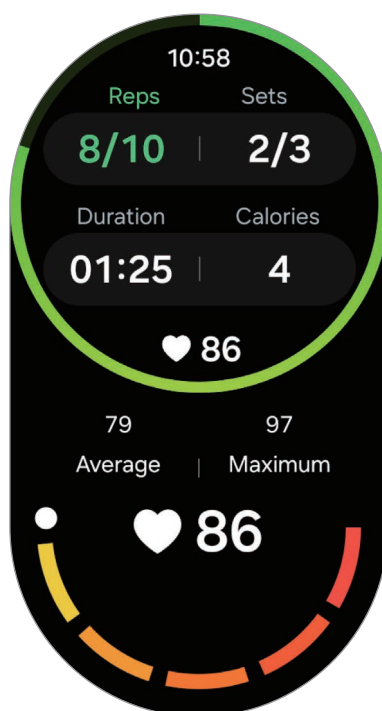 10:58
Reps Sets
8/10 | 2/3
Duration Calories
01:25 | 4
86
79 97
Average | Maximum
86